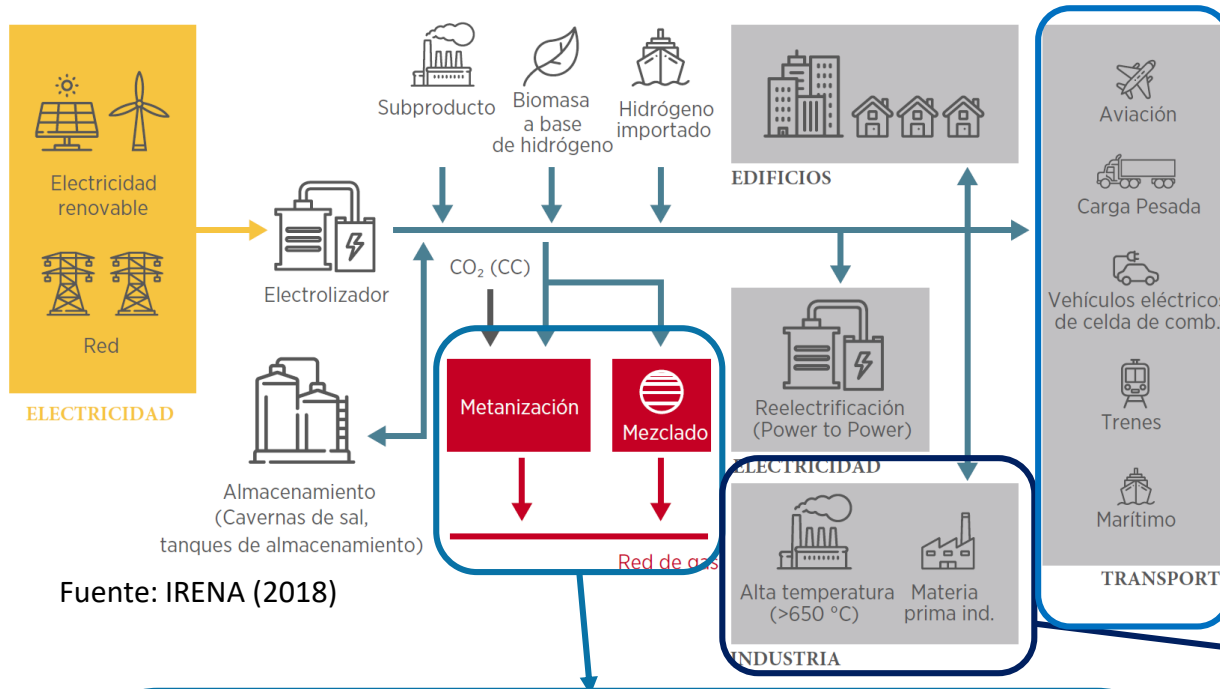 Subproducto
Biomasa
a base
de hidrógeno
Hidrógeno
importado
Electricidad
renovable
Red
ELECTRICIDAD
Electrolizador
CO₂ (CC)
Almacenamiento
(Cavernas de sal,
tanques de almacenamiento)
Metanización
Mezclado
Red de gas
EDIFICIOS
Reelectrificación
(Power to Power)
ELECTRICIDAD
Alta temperatura
(>650 °C)
Materia
prima ind.
INDUSTRIA
Aviación
Carga Pesada
Vehículos eléctricos
de celda de comb.
Trenes
Marítimo
TRANSPORT
Fuente: IRENA (2018)